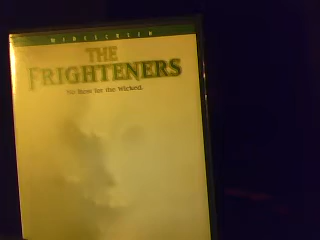 WIDESCREEN
THE
FRIGHTENERS
No Rest for the Wicked.